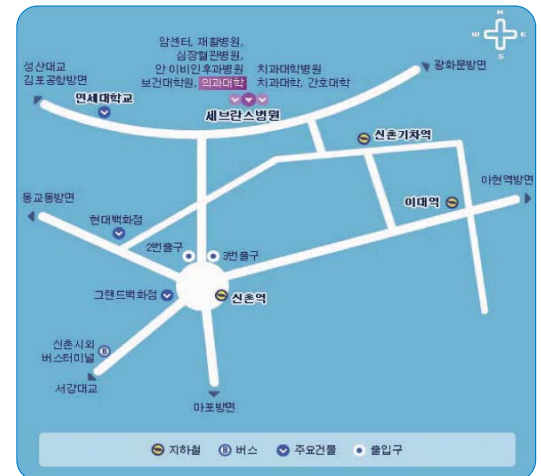 N
W E
S
암센터, 재활병원,
심장혈관병원,
안 이비인후과병원 치과대학병원
보건대학원, 의과대학 치과대학, 간호대학
세브란스병원
성산대교
김포공항방면
연세대학교
광화문방면
신촌기차역
이대역
아현역방면
동교동방면
현대백화점
2번출구
3번출구
그랜드백화점
신촌역
신촌시외
버스터미널
B
서강대교
마포방면
지하철 B 버스 주요건물 출입구